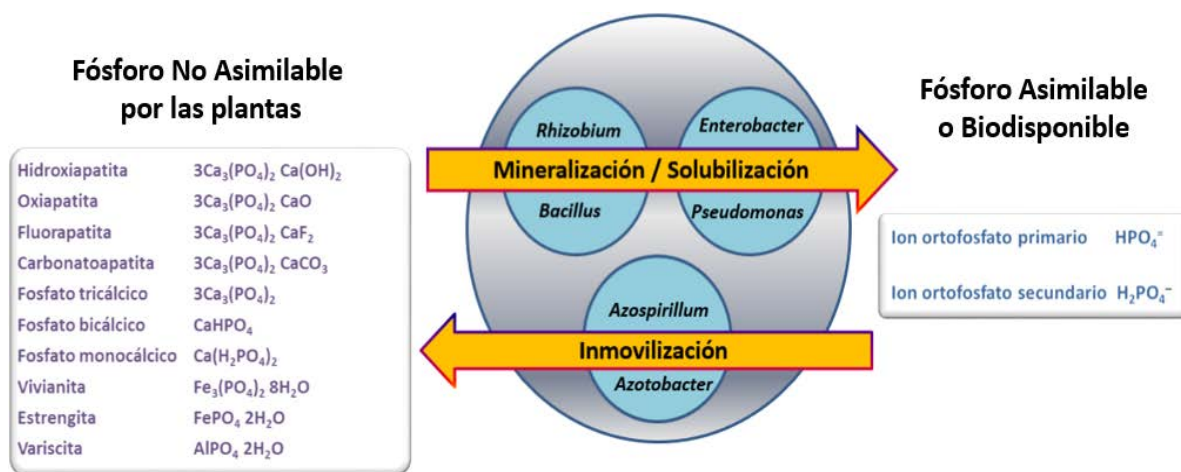 Fósforo No Asimilable
por las plantas
Hidroxiapatita 3Ca₃(PO₄)₂ Ca(OH)₂
Oxiapatita 3Ca₃(PO₄)₂ CaO
Fluorapatita 3Ca₃(PO₄)₂ CaF₂
Carbonatoapatita 3Ca₃(PO₄)₂ CaCO₃
Fosfato tricálcico 3Ca₃(PO₄)₂
Fosfato bicálcico CaHPO₄
Fosfato monocálcico Ca(H₂PO₄)₂
Vivianita Fe₃(PO₄)₂ 8H₂O
Estrengita FePO₄ 2H₂O
Variscita AlPO₄ 2H₂O
Rhizobium
Enterobacter
Mineralización / Solubilización
Bacillus
Pseudomonas
Azospirillum
Inmovilización
Azotobacter
Fósforo Asimilable
o Biodisponible
Ion ortofosfato primario HPO₄⁼
Ion ortofosfato secundario H₂PO₄⁻